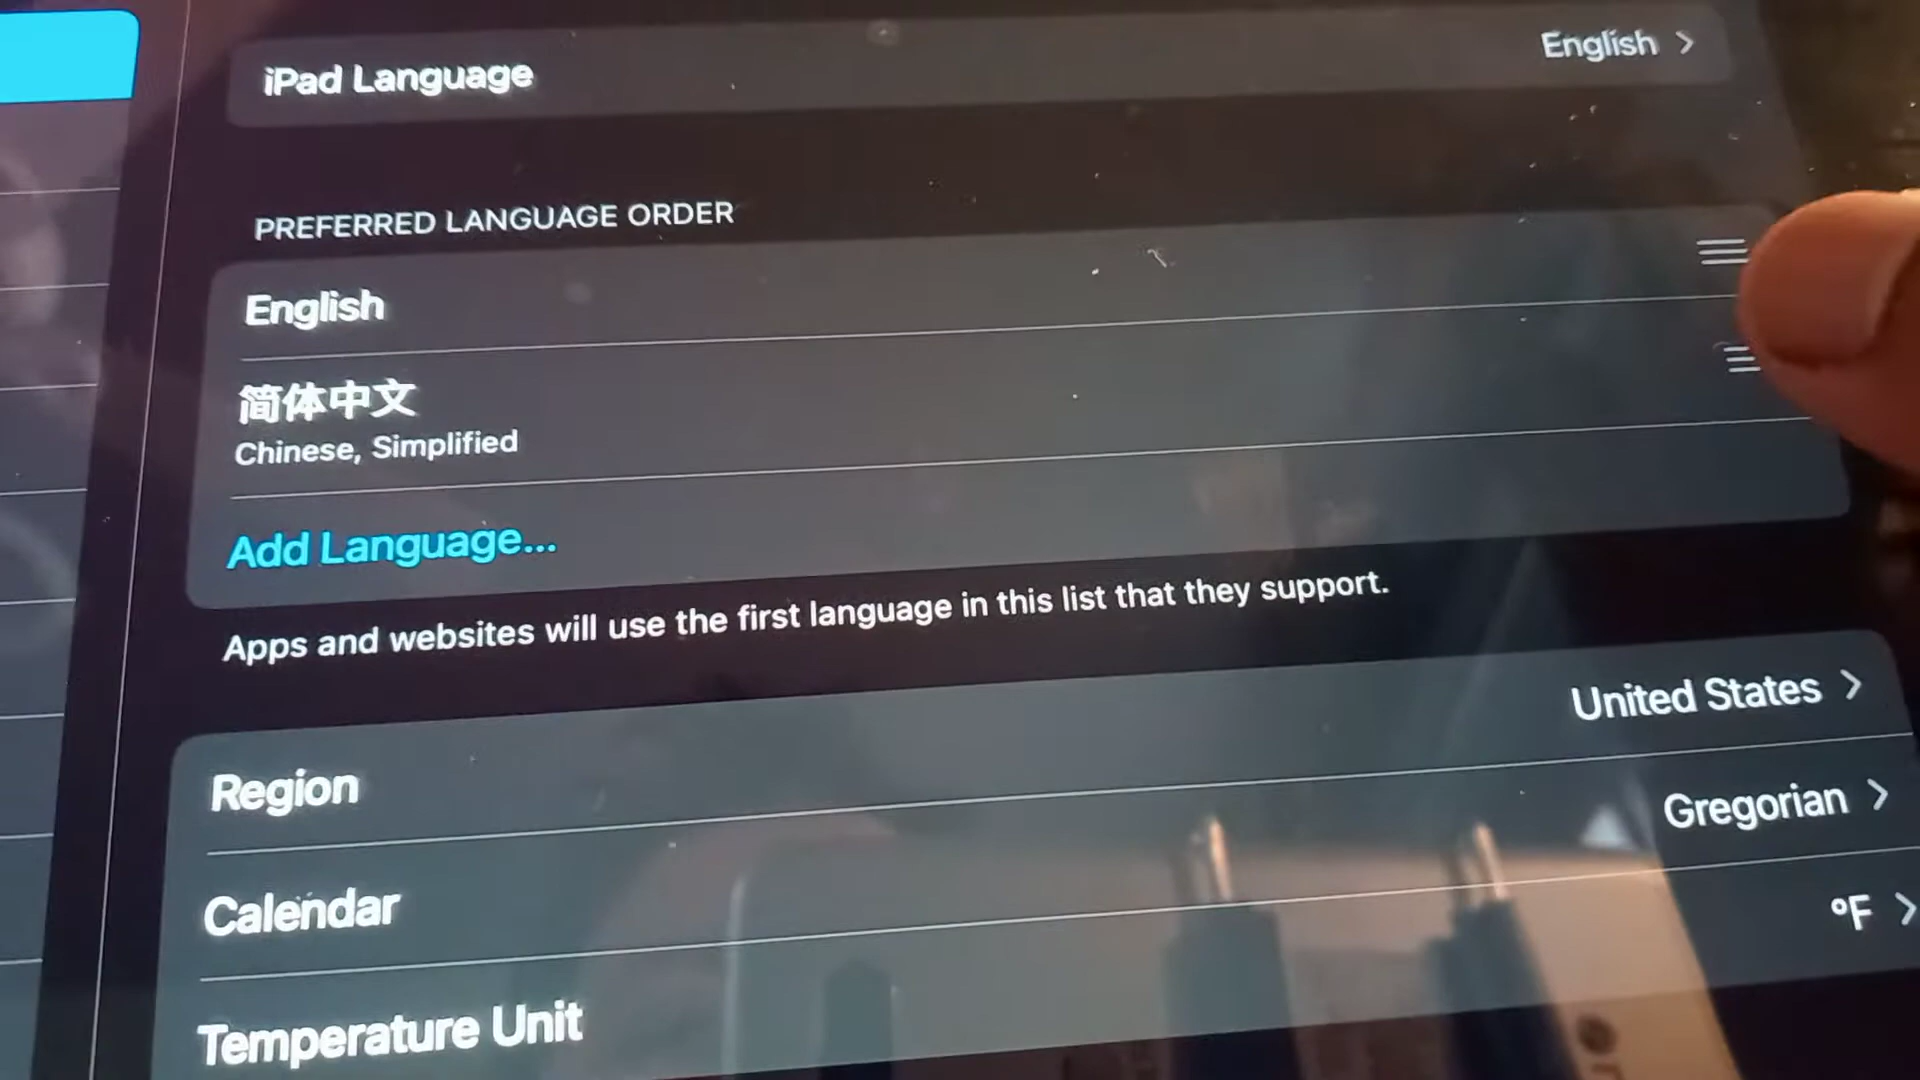 iPad Language English
PREFERRED LANGUAGE ORDER
English
简体中文
Chinese, Simplified
Add Language...
Apps and websites will use the first language in this list that they support.
Region United States
Calendar Gregorian
Temperature Unit °F